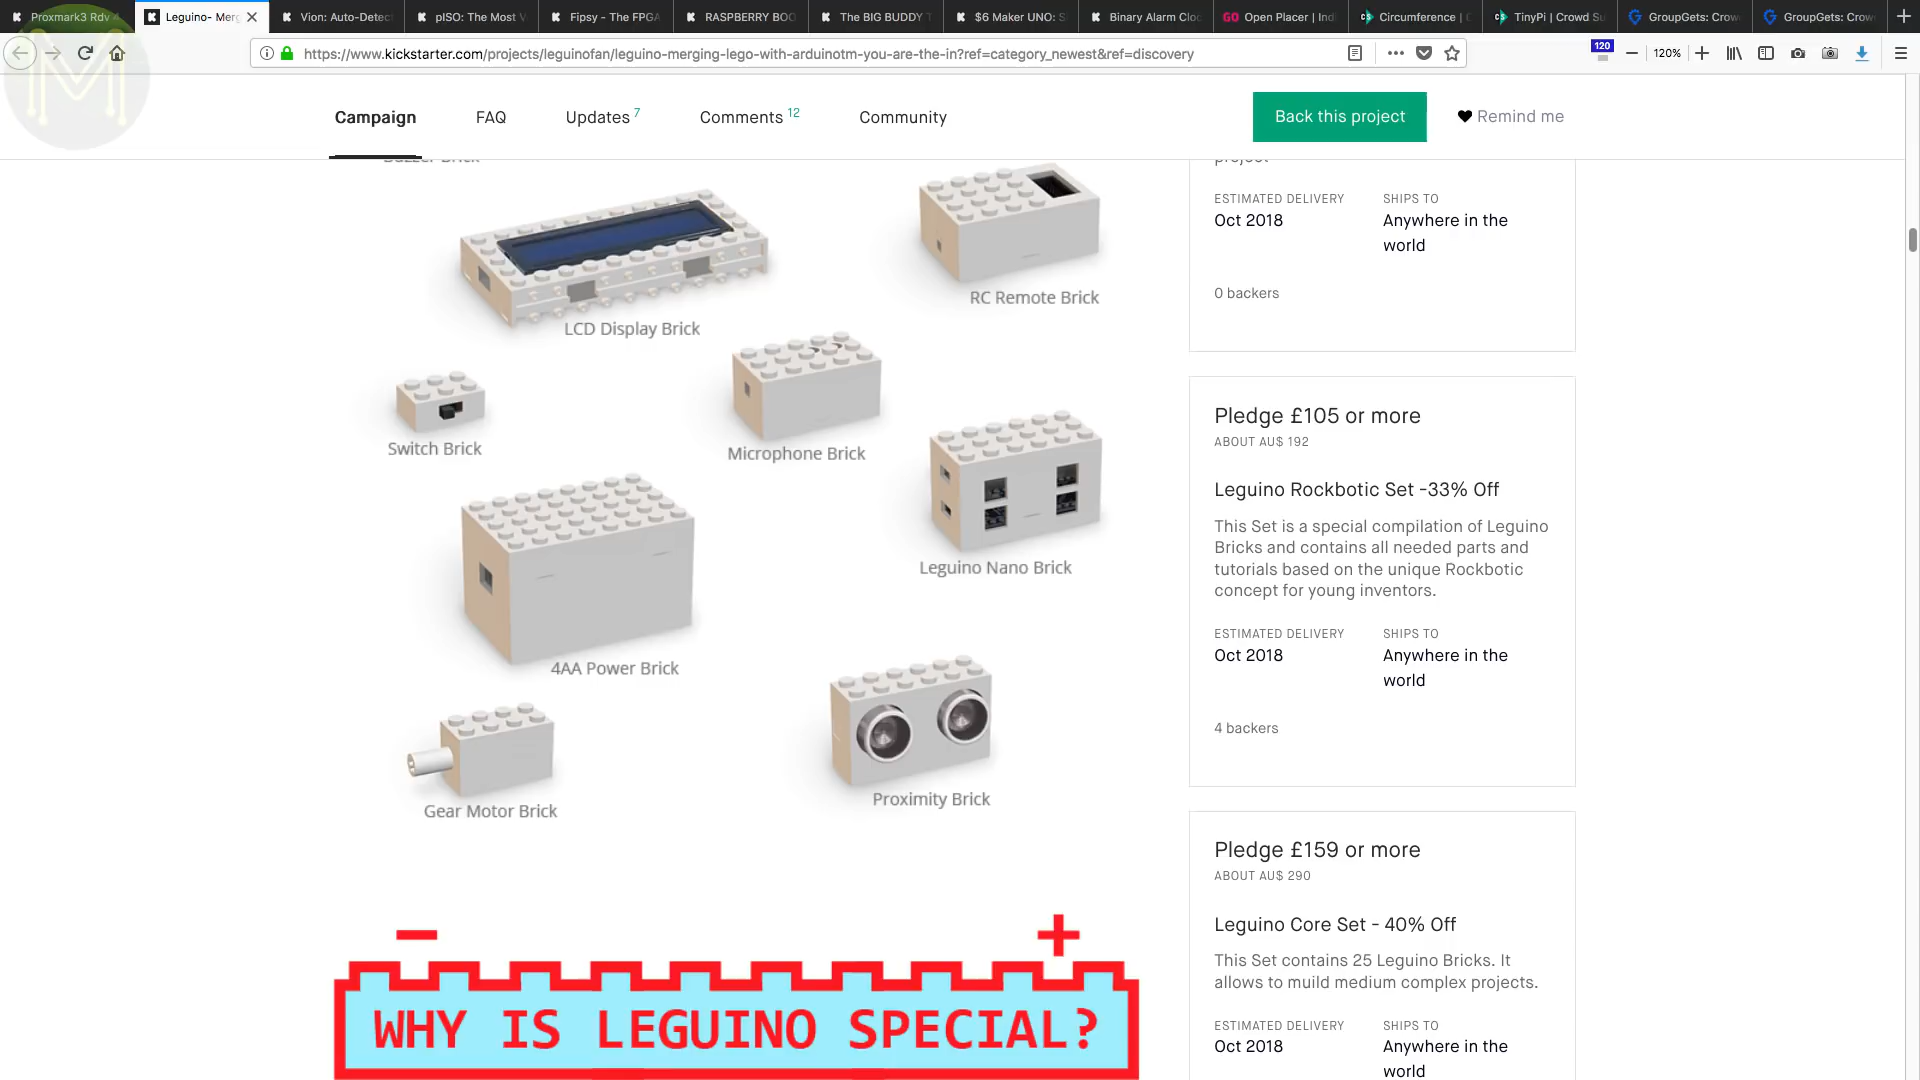 Proxmark3 Rdv 4
Leguino- Merg
Vion: Auto-Detect
pISO: The Most V
Fipsy - The FPGA
RASPBERRY BOO
The BIG BUDDY T
$6 Maker UNO: S
Binary Alarm Cloc
GO Open Placer | Indi
Circumference | C
TinyPi | Crowd Su
GroupGets: Crow
GroupGets: Crow
https://www.kickstarter.com/projects/leguinofan/leguino-merging-lego-with-arduinotm-you-are-the-in?ref=category_newest&ref=discovery
120
120%
Campaign
FAQ
Updates 7
Comments 12
Community
Back this project
Remind me
Buzzer Brick
LCD Display Brick
RC Remote Brick
Switch Brick
Microphone Brick
Leguino Nano Brick
4AA Power Brick
Gear Motor Brick
Proximity Brick
WHY IS LEGUINO SPECIAL?
project
ESTIMATED DELIVERY
Oct 2018
SHIPS TO
Anywhere in the
world
0 backers
Pledge £105 or more
ABOUT AU$ 192
Leguino Rockbotic Set -33% Off
This Set is a special compilation of Leguino
Bricks and contains all needed parts and
tutorials based on the unique Rockbotic
concept for young inventors.
ESTIMATED DELIVERY
Oct 2018
SHIPS TO
Anywhere in the
world
4 backers
Pledge £159 or more
ABOUT AU$ 290
Leguino Core Set - 40% Off
This Set contains 25 Leguino Bricks. It
allows to muild medium complex projects.
ESTIMATED DELIVERY
Oct 2018
SHIPS TO
Anywhere in the
world